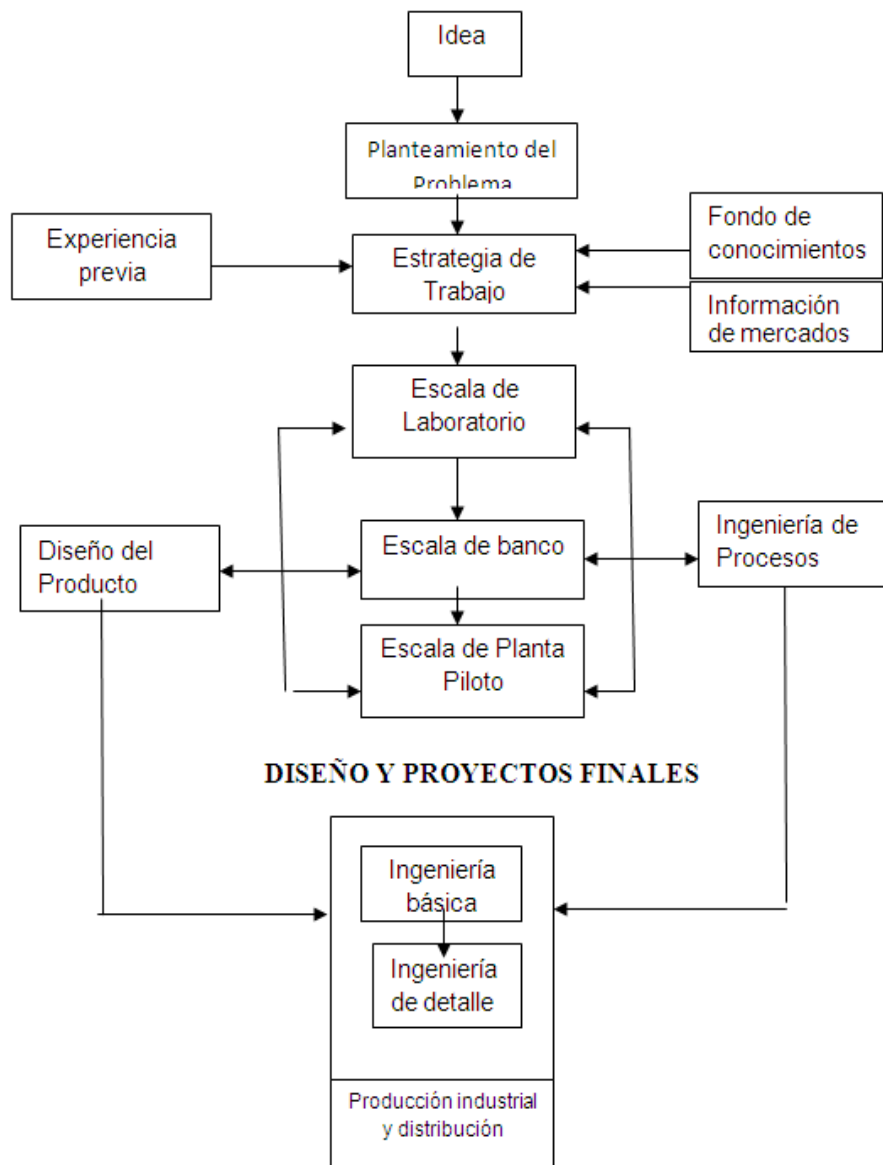 Idea
Planteamiento del
Problema
Experiencia
previa
Estrategia de
Trabajo
Fondo de
conocimientos
Información
de mercados
Escala de
Laboratorio
Diseño del
Producto
Escala de banco
Ingeniería de
Procesos
Escala de Planta
Piloto
DISEÑO Y PROYECTOS FINALES
Ingeniería
básica
Ingeniería
de detalle
Producción industrial
y distribución